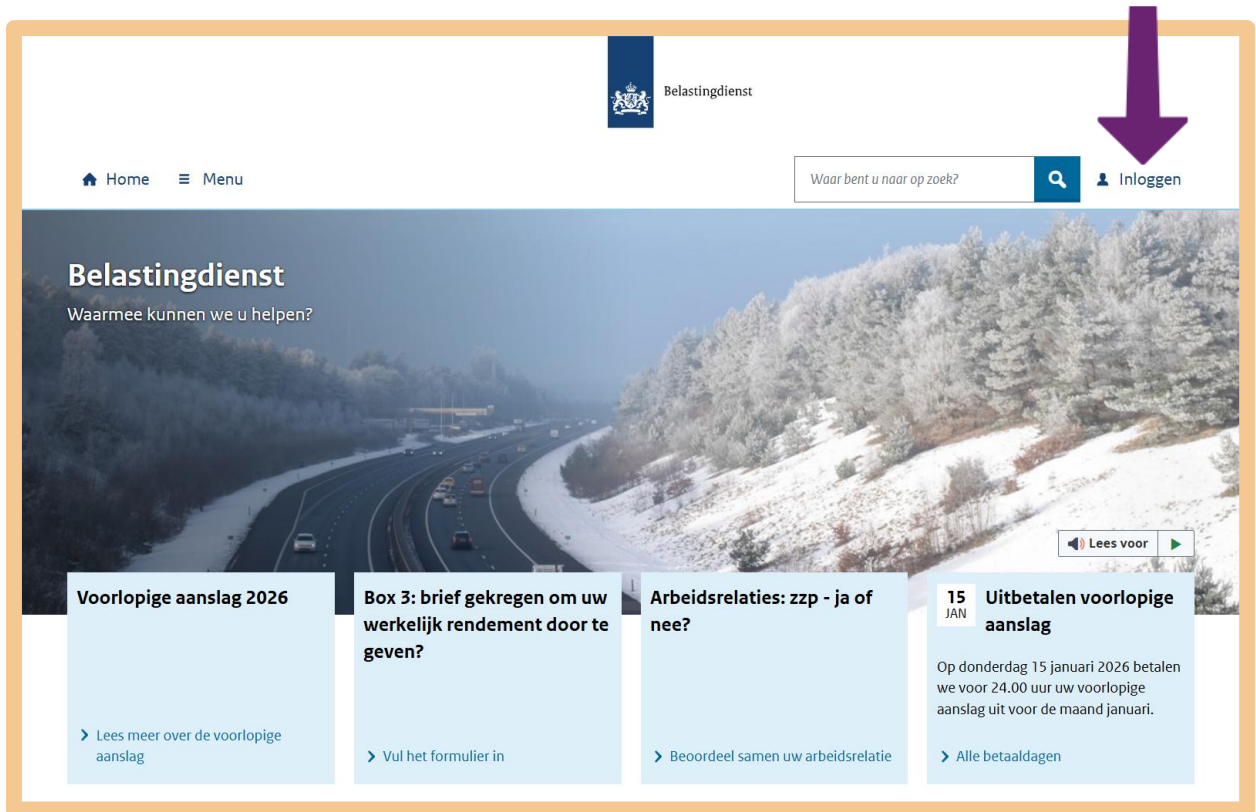 Belastingdienst
Home
Menu
Waar bent u naar op zoek?
Inloggen
Belastingdienst
Waarmee kunnen we u helpen?
Lees voor
Voorlopige aanslag 2026
Lees meer over de voorlopige
aanslag
Box 3: brief gekregen om uw
werkelijk rendement door te
geven?
Vul het formulier in
Arbeidsrelaties: zzp - ja of
nee?
Beoordeel samen uw arbeidsrelatie
15
JAN
Uitbetalen voorlopige
aanslag
Op donderdag 15 januari 2026 betalen
we voor 24.00 uur uw voorlopige
aanslag uit voor de maand januari.
Alle betaaldagen